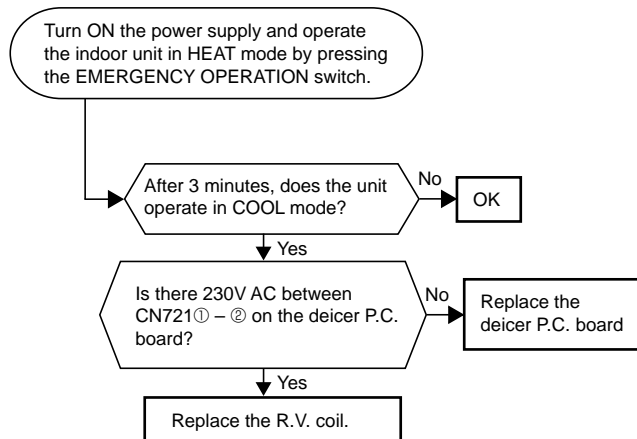 Turn ON the power supply and operate
the indoor unit in HEAT mode by pressing
the EMERGENCY OPERATION switch.
After 3 minutes, does the unit
operate in COOL mode?
No
OK
Yes
Is there 230V AC between
CN721① – ② on the deicer P.C.
board?
No
Replace the
deicer P.C. board
Yes
Replace the R.V. coil.